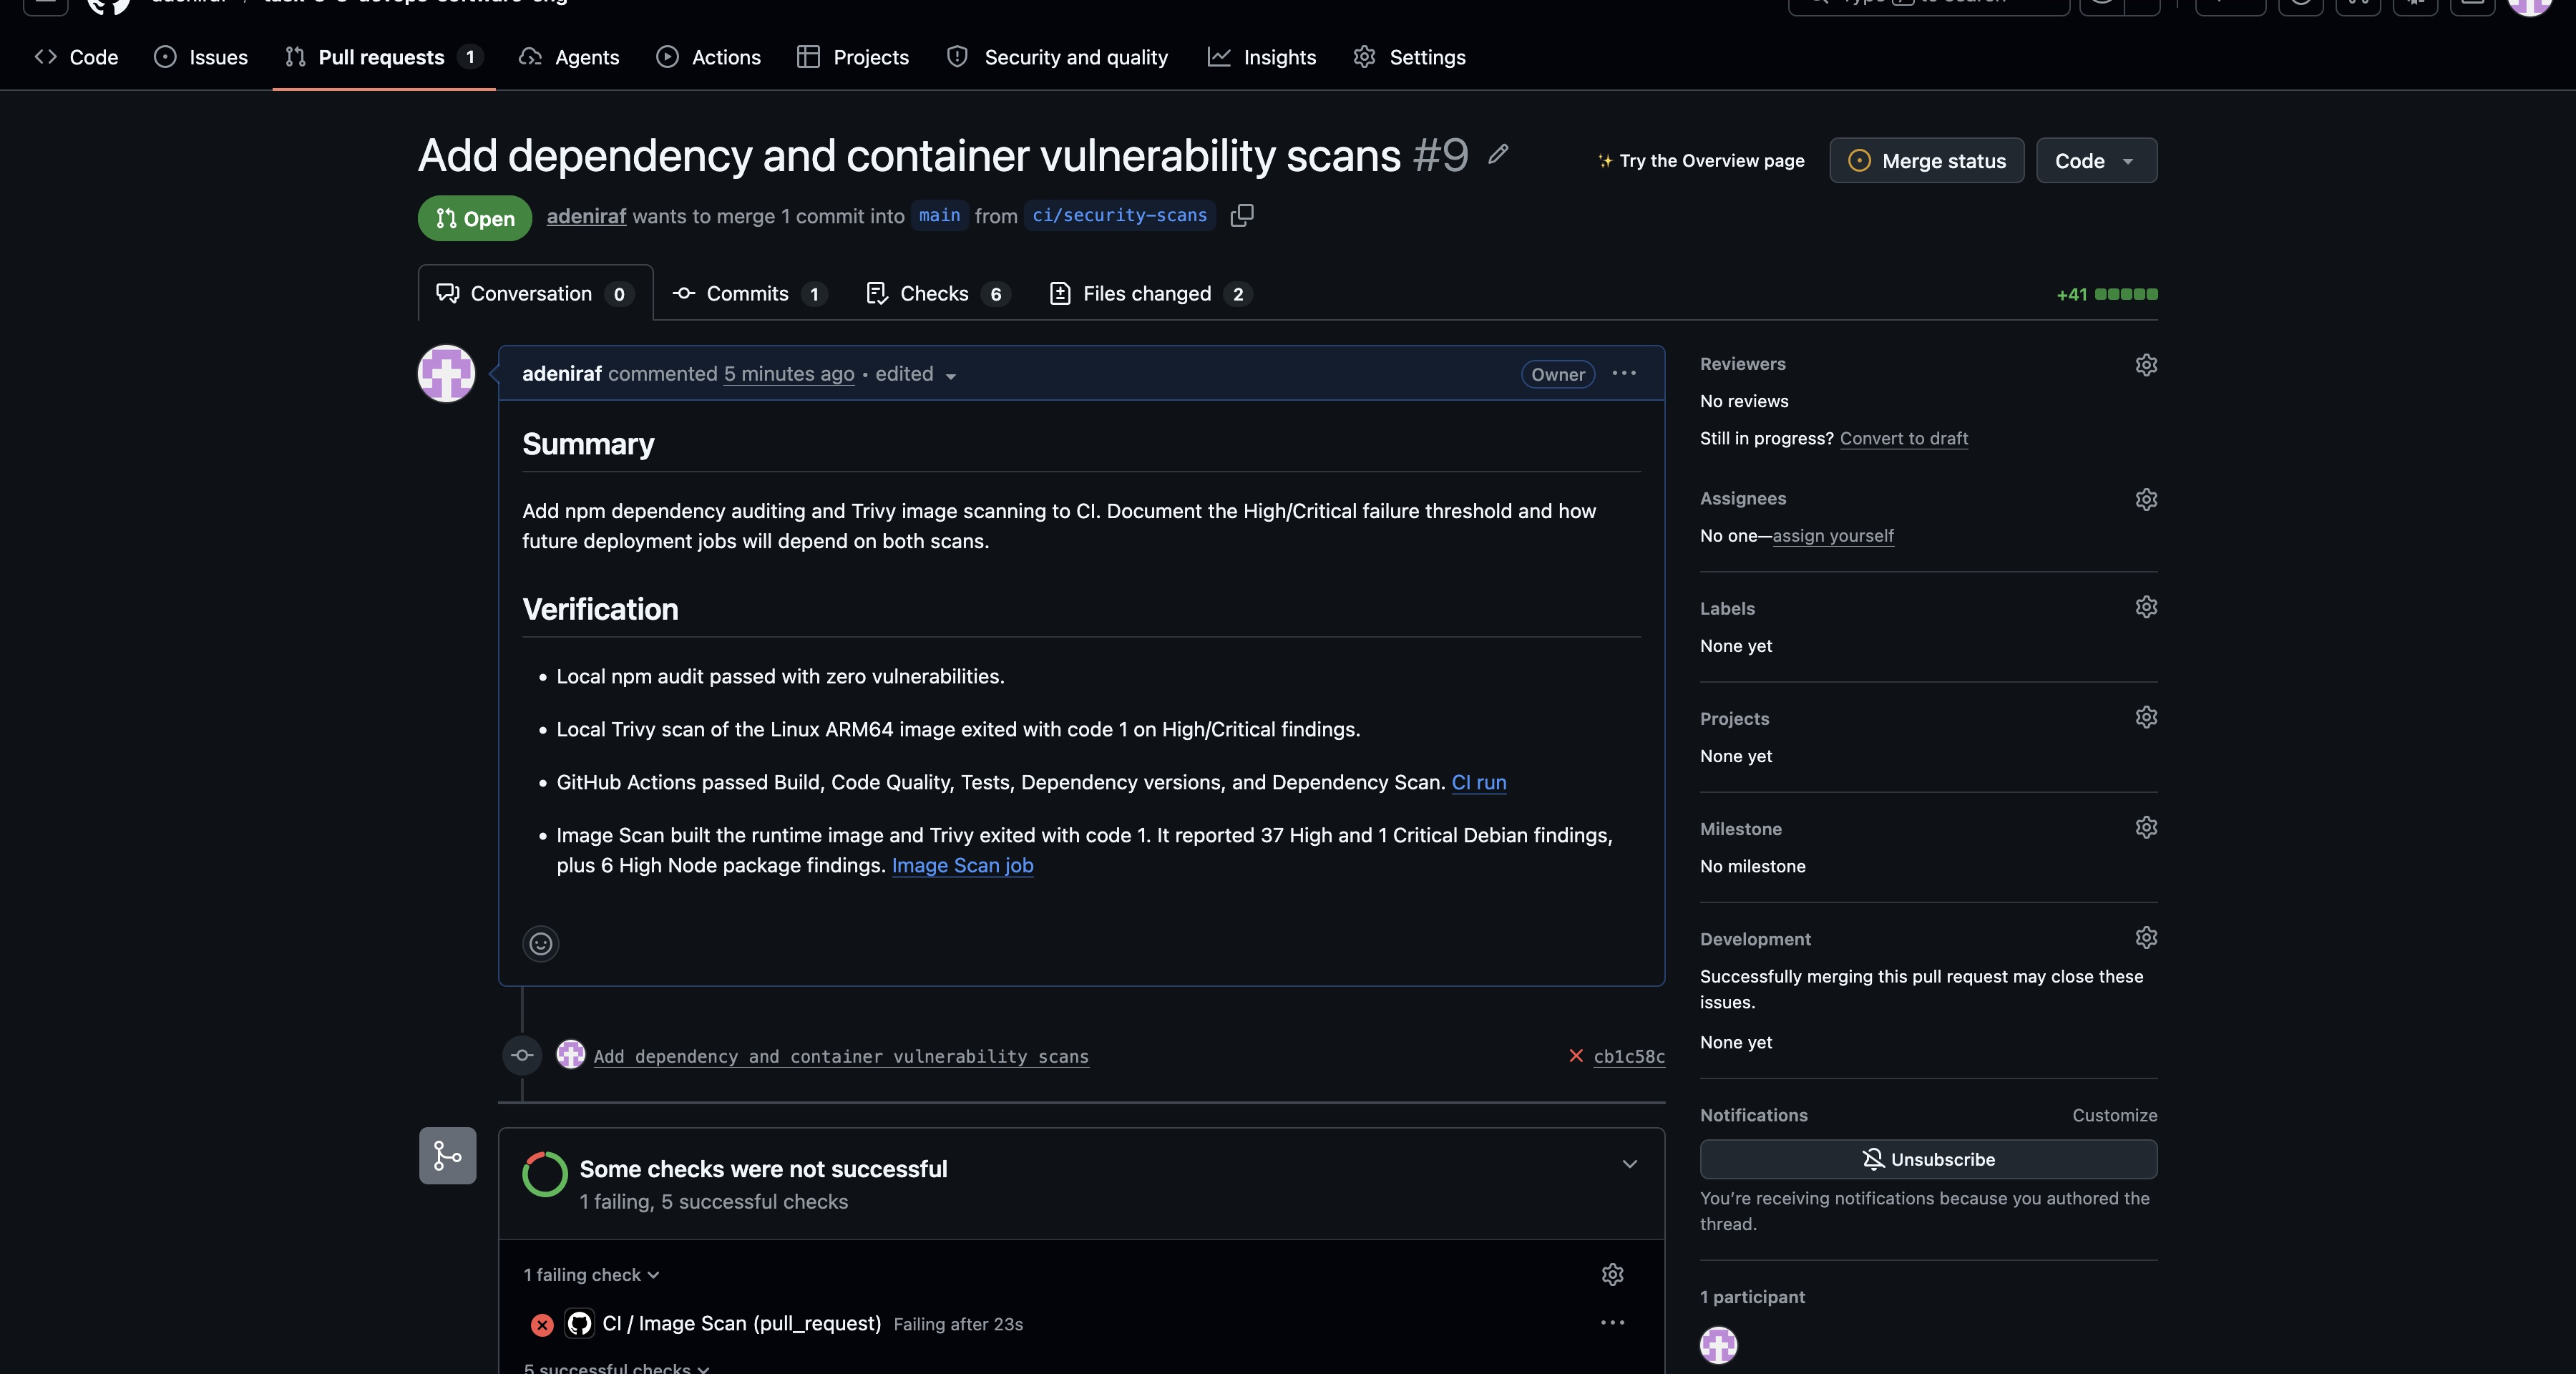 Code
Issues
Pull requests 1
Agents
Actions
Projects
Security and quality
Insights
Settings
Add dependency and container vulnerability scans #9
Try the Overview page
Merge status
Code
Open
adeniraf wants to merge 1 commit into main from ci/security-scans
Conversation 0
Commits 1
Checks 6
Files changed 2
+41
adeniraf commented 5 minutes ago • edited
Owner
Summary
Add npm dependency auditing and Trivy image scanning to CI. Document the High/Critical failure threshold and how
future deployment jobs will depend on both scans.
Verification
• Local npm audit passed with zero vulnerabilities.
• Local Trivy scan of the Linux ARM64 image exited with code 1 on High/Critical findings.
• GitHub Actions passed Build, Code Quality, Tests, Dependency versions, and Dependency Scan. CI run
• Image Scan built the runtime image and Trivy exited with code 1. It reported 37 High and 1 Critical Debian findings,
plus 6 High Node package findings. Image Scan job
Add dependency and container vulnerability scans
cb1c58c
Some checks were not successful
1 failing, 5 successful checks
1 failing check
CI / Image Scan (pull_request) Failing after 23s
5 successful checks
Reviewers
No reviews
Still in progress? Convert to draft
Assignees
No one—assign yourself
Labels
None yet
Projects
None yet
Milestone
No milestone
Development
Successfully merging this pull request may close these
issues.
None yet
Notifications
Customize
Unsubscribe
You're receiving notifications because you authored the
thread.
1 participant